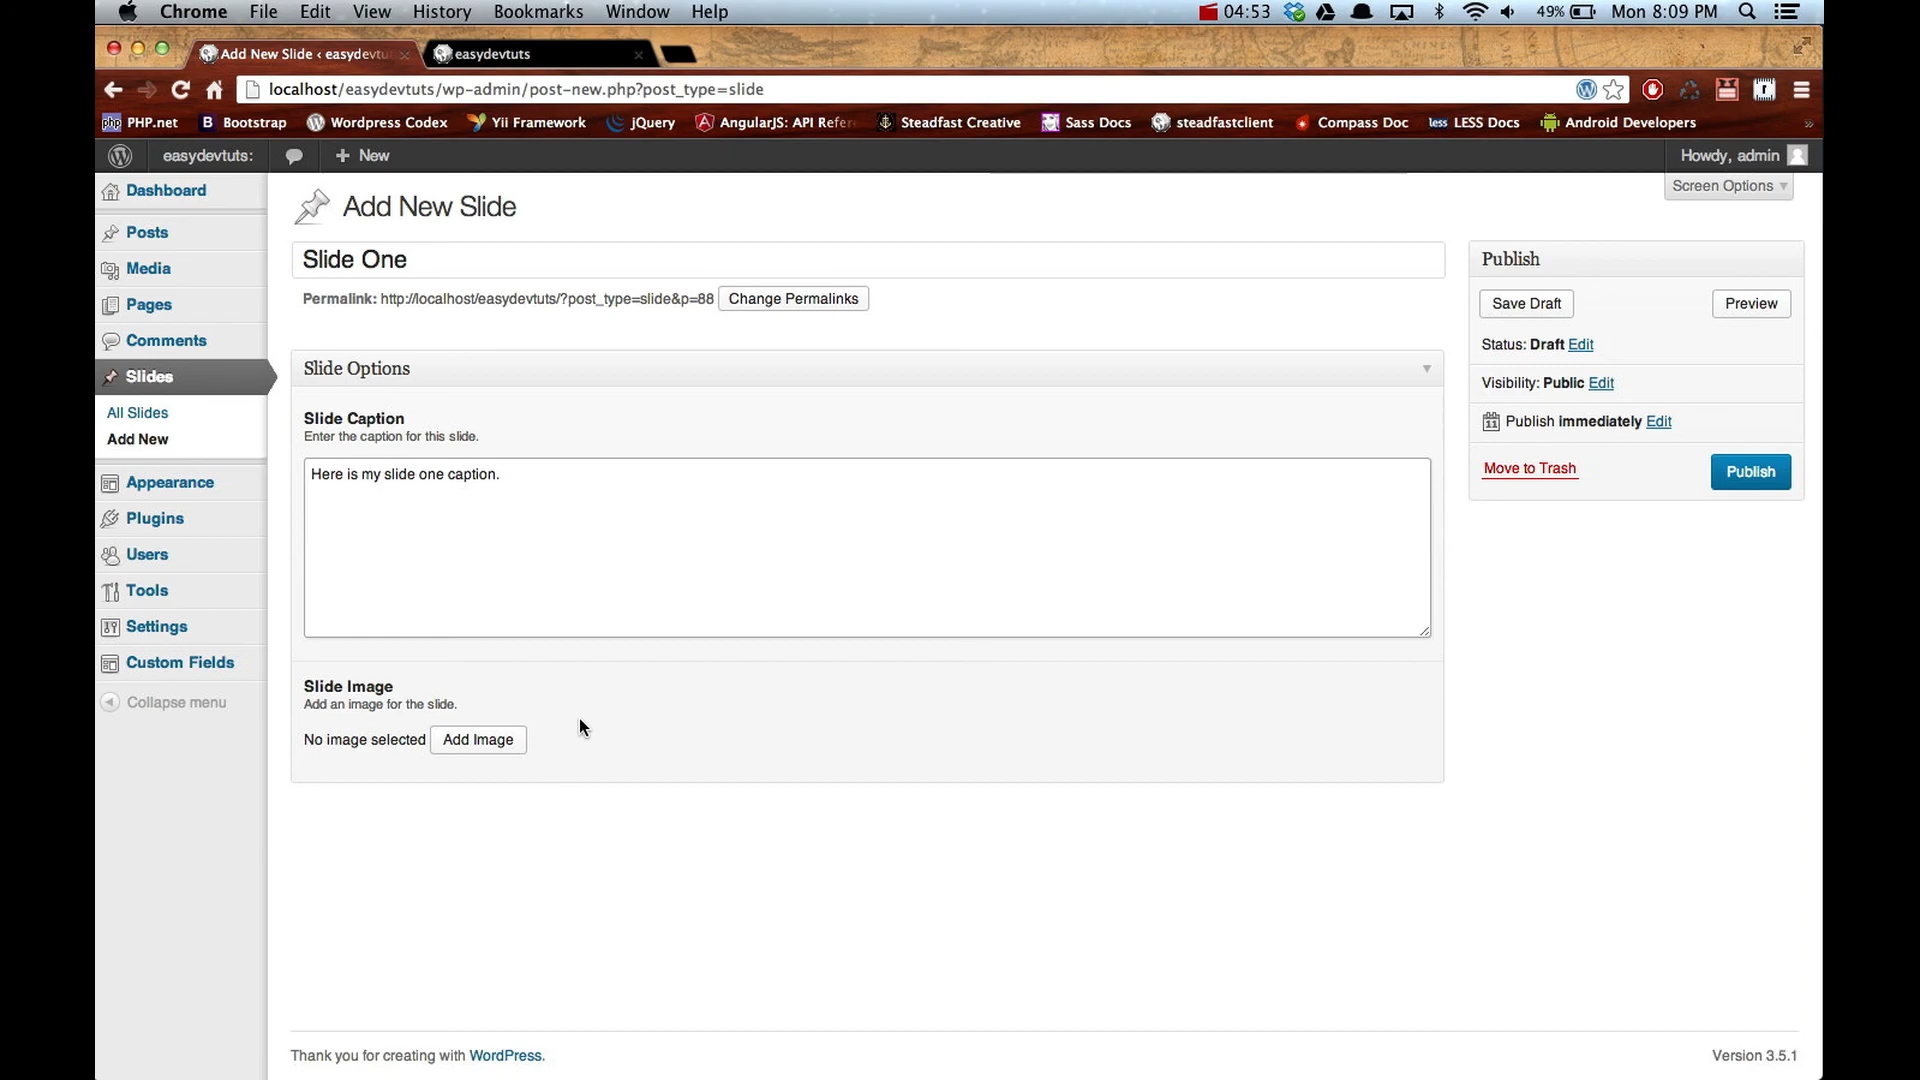 Chrome File Edit View History Bookmarks Window Help 04:53 49% Mon 8:09 PM
Add New Slide ‹ easydevtu easydevtuts
localhost/easydevtuts/wp-admin/post-new.php?post_type=slide
php PHP.net B Bootstrap Wordpress Codex Yii Framework jQuery AngularJS: API Refer Steadfast Creative Sass Docs steadfastclient Compass Doc less LESS Docs Android Developers »
easydevtuts: + New Howdy, admin
Screen Options
Dashboard
Posts
Media
Pages
Comments
Slides
All Slides
Add New
Appearance
Plugins
Users
Tools
Settings
Custom Fields
Collapse menu
Add New Slide
Slide One
Permalink: http://localhost/easydevtuts/?post_type=slide&p=88 Change Permalinks
Slide Options
Slide Caption
Enter the caption for this slide.
Here is my slide one caption.
Slide Image
Add an image for the slide.
No image selected Add Image
Publish
Save Draft Preview
Status: Draft Edit
Visibility: Public Edit
11 Publish immediately Edit
Move to Trash Publish
Thank you for creating with WordPress. Version 3.5.1